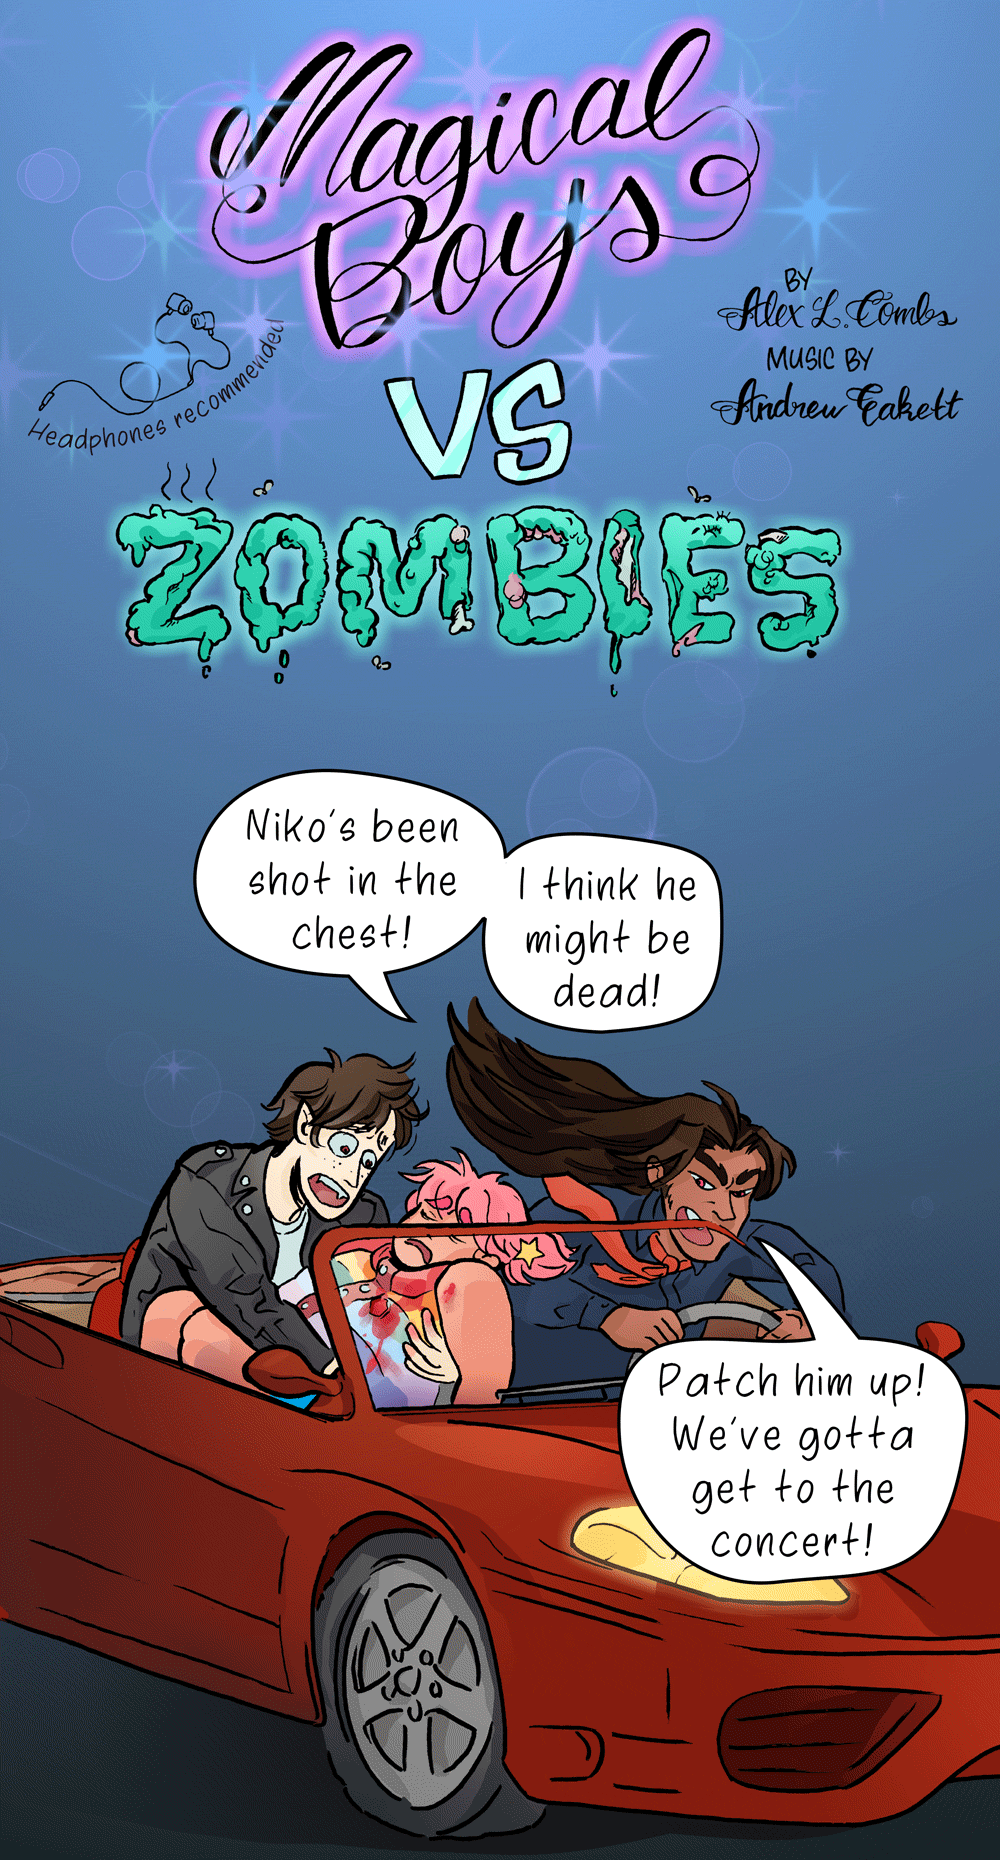 Magical
Boys
BY
Alex L. Combs
MUSIC BY
Andrew Eakett
Headphones recommended
VS
ZOMBIES
Niko's been
shot in the
chest!
I think he
might be
dead!
Patch him up!
We've gotta
get to the
concert!